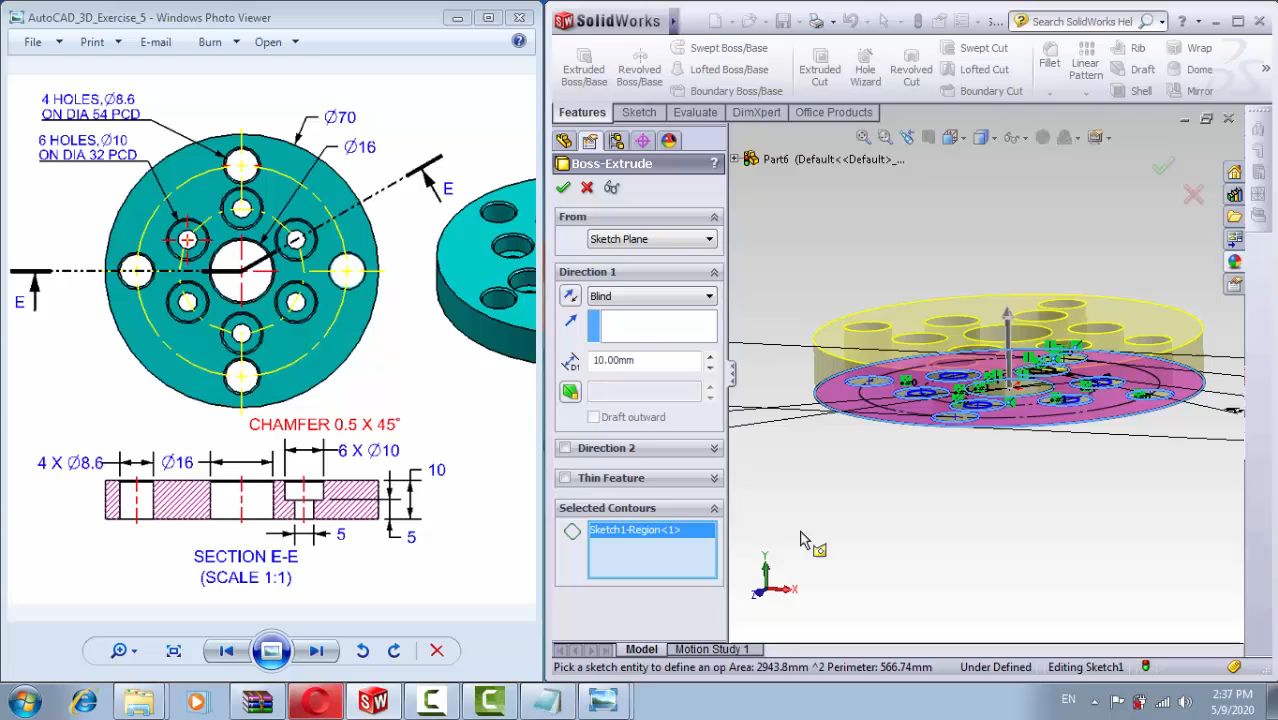 AutoCAD_3D_Exercise_5 - Windows Photo Viewer
File Print E-mail Burn Open
4 HOLES,Ø8.6
ON DIA 54 PCD
6 HOLES,Ø10
ON DIA 32 PCD
Ø70
Ø16
E
E
CHAMFER 0.5 X 45°
4 X Ø8.6
Ø16
6 X Ø10
10
5
5
SECTION E-E
(SCALE 1:1)
SolidWorks
S...
Search SolidWorks Hel
Extruded
Boss/Base
Revolved
Boss/Base
Swept Boss/Base
Lofted Boss/Base
Boundary Boss/Base
Extruded
Cut
Hole
Wizard
Revolved
Cut
Swept Cut
Lofted Cut
Boundary Cut
Fillet
Linear
Pattern
Rib
Draft
Shell
Wrap
Dome
Mirror
Features Sketch Evaluate DimXpert Office Products
Boss-Extrude ?
From
Sketch Plane
Direction 1
Blind
D1
10.00mm
Draft outward
Direction 2
Thin Feature
Selected Contours
Sketch1-Region<1>
Part6 (Default<<Default>_...
Y
Z
X
Model Motion Study 1
Pick a sketch entity to define an op Area: 2943.8mm ^2 Perimeter: 566.74mm Under Defined Editing Sketch1
EN
2:37 PM
5/9/2020